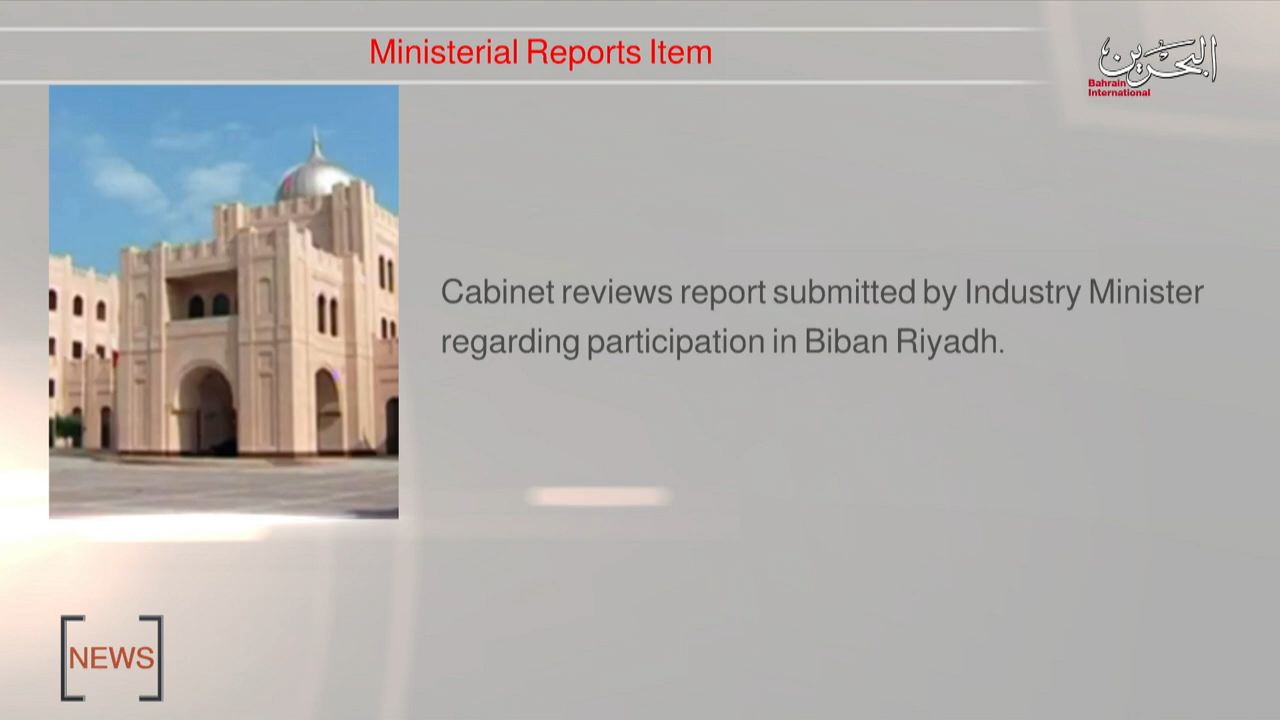 Ministerial Reports Item
البحرين
Bahrain
International
Cabinet reviews report submitted by Industry Minister
regarding participation in Biban Riyadh.
NEWS